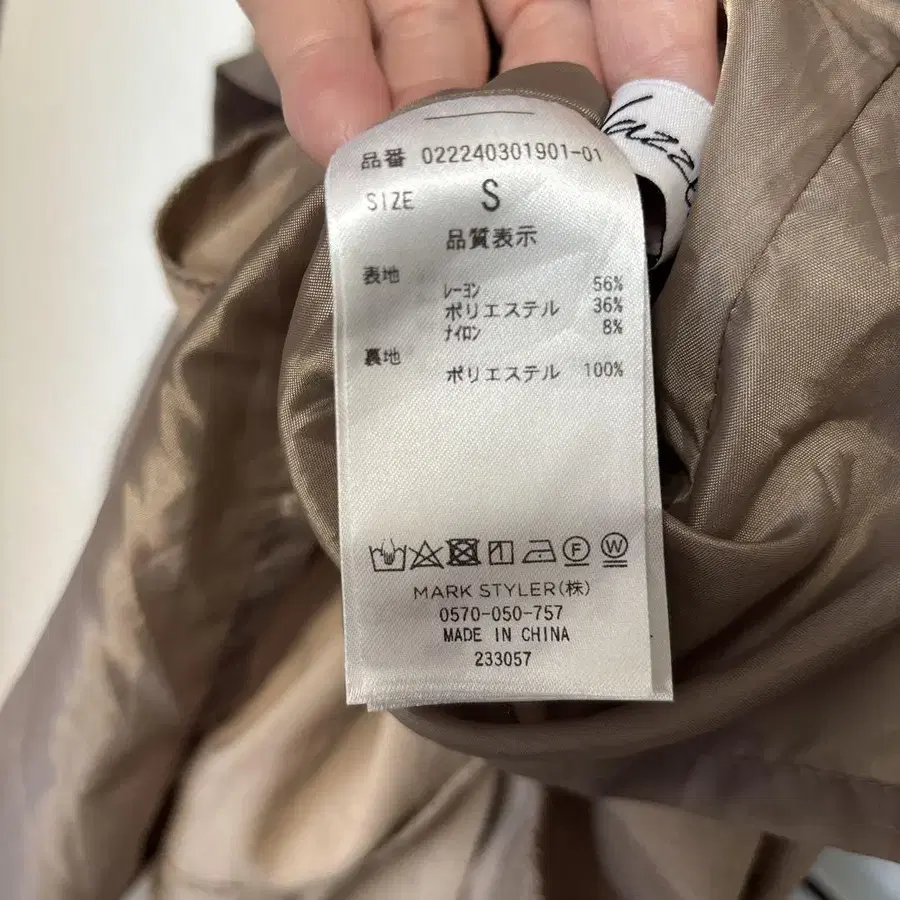 品番 022240301901-01
SIZE S
品質表示
表地
レーヨン 56%
ポリエステル 36%
ナイロン 8%
裏地
ポリエステル 100%
F W
MARK STYLER(株)
0570-050-757
MADE IN CHINA
233057